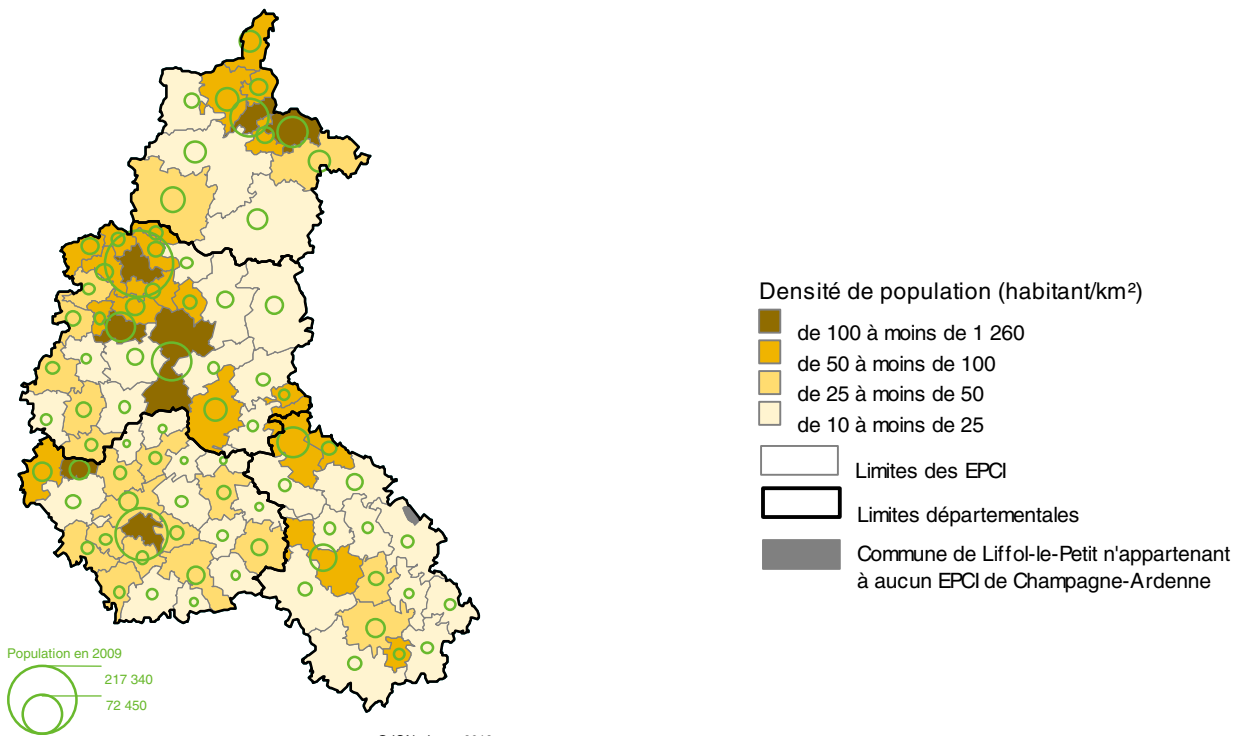 Densité de population (habitant/km²)
de 100 à moins de 1 260
de 50 à moins de 100
de 25 à moins de 50
de 10 à moins de 25
Limites des EPCI
Limites départementales
Commune de Liffol-le-Petit n'appartenant
à aucun EPCI de Champagne-Ardenne
Population en 2009
217 340
72 450